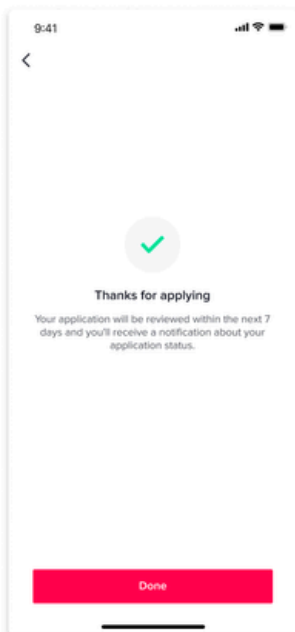 9:41
Thanks for applying
Your application will be reviewed within the next 7
days and you'll receive a notification about your
application status.
Done